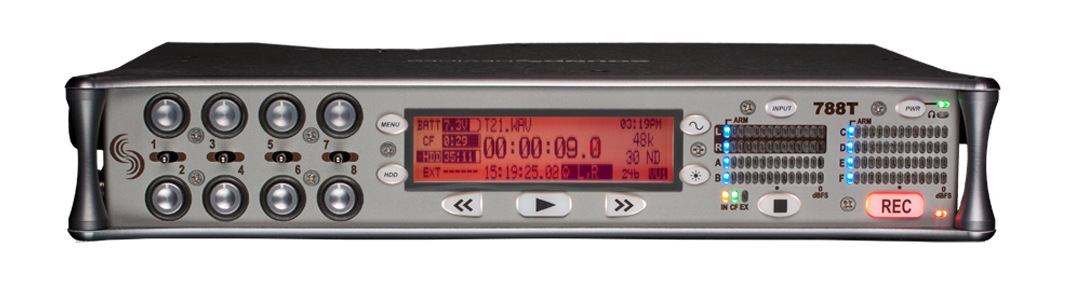 1 3 5 7
2 4 6 8
MENU
HDD
BATT 7.3V T21.WAV 03:19PM
CF 0:29 00:00:09.0 48k
HDD 35:11 30 ND
EXT ------ 15:19:25.00 L,R 24b VU1
INPUT 788T PWR
ARM ARM
L C
R D
A E
B F
0 0
dBFS dBFS
IN CF EX
REC